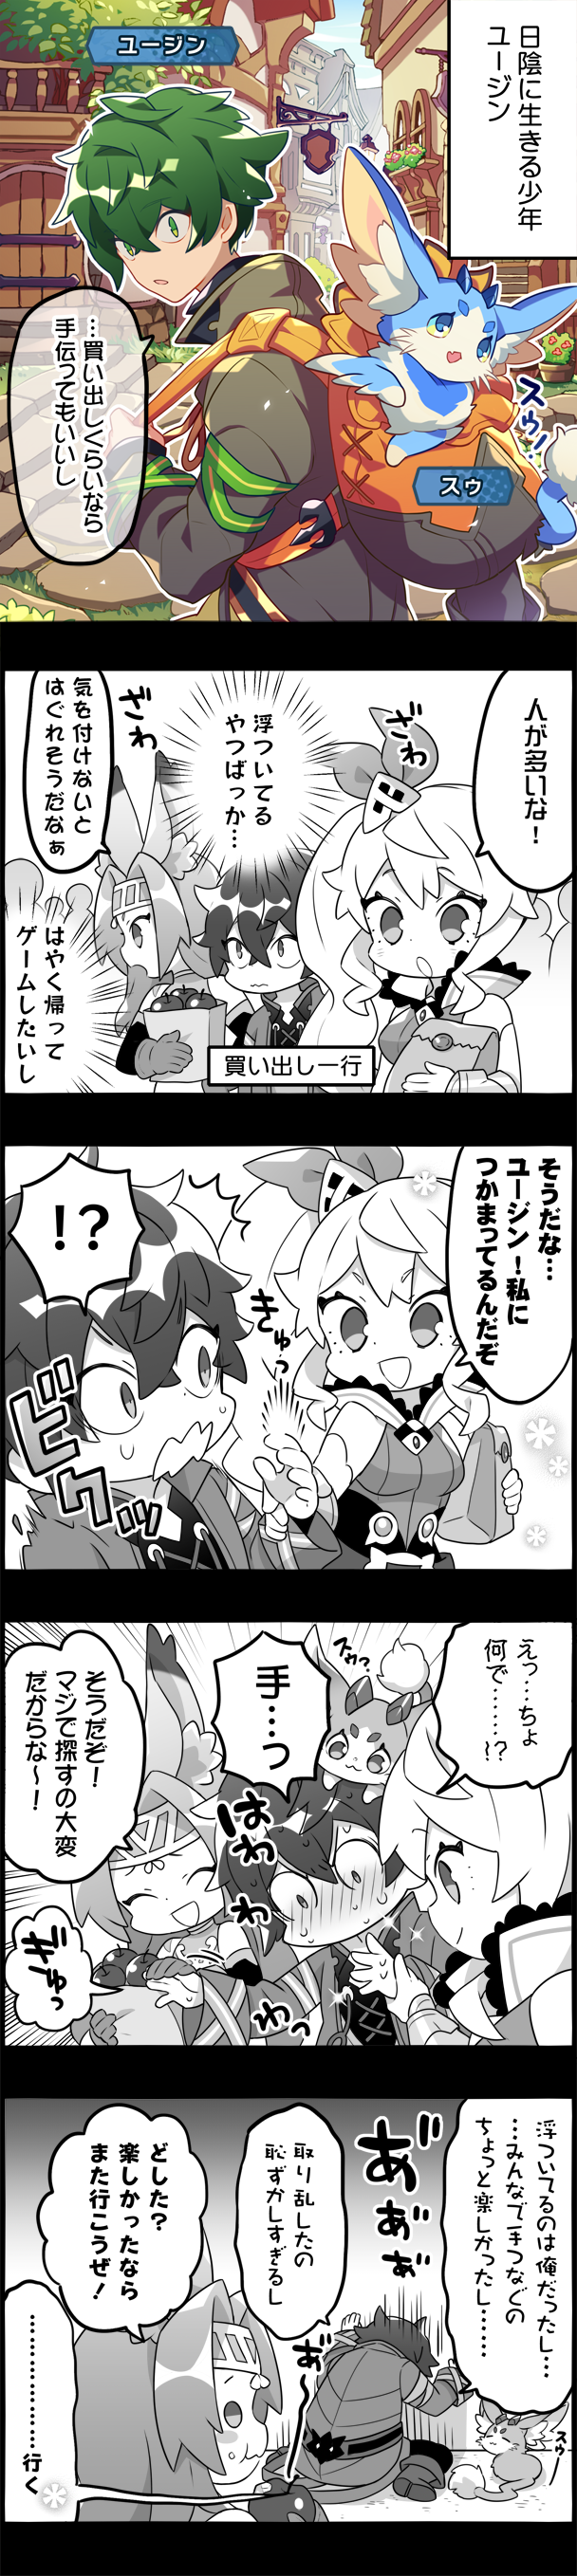 日陰に生きる少年
ユージン
ユージン
…買い出しくらいなら
手伝ってもいいし
スゥ!
スゥ
人が多いな!
ざわ
浮ついてる
やつばっか…
ざわ
気を付けないと
はぐれそうだなぁ
はやく帰って
ゲームしたいし
買い出し一行
そうだな…
ユージン!私に
つかまってるんだぞ
きゅっ
!?
ビクッ
えっ…ちょ
何で……!?
スゥ?
手…っ
はわ
わ
わっ
そうだぞ!
マジで探すの大変
だからな〜!
ぎゅっ
浮ついてるのは俺だったし…
…みんなで手つなぐの
ちょっと楽しかったし……
あ゛
あ゛
あ゛
取り乱したの
恥ずかしすぎるし
あ゛〜
どした?
楽しかったなら
また行こうぜ!
スゥー
………………行く